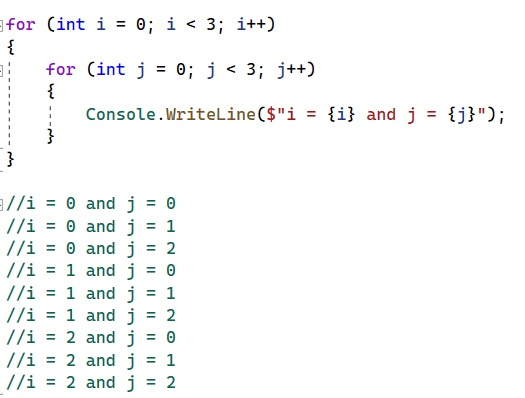 for (int i = 0; i < 3; i++)
{
    for (int j = 0; j < 3; j++)
    {
        Console.WriteLine($"i = {i} and j = {j}");
    }
}

//i = 0 and j = 0
//i = 0 and j = 1
//i = 0 and j = 2
//i = 1 and j = 0
//i = 1 and j = 1
//i = 1 and j = 2
//i = 2 and j = 0
//i = 2 and j = 1
//i = 2 and j = 2